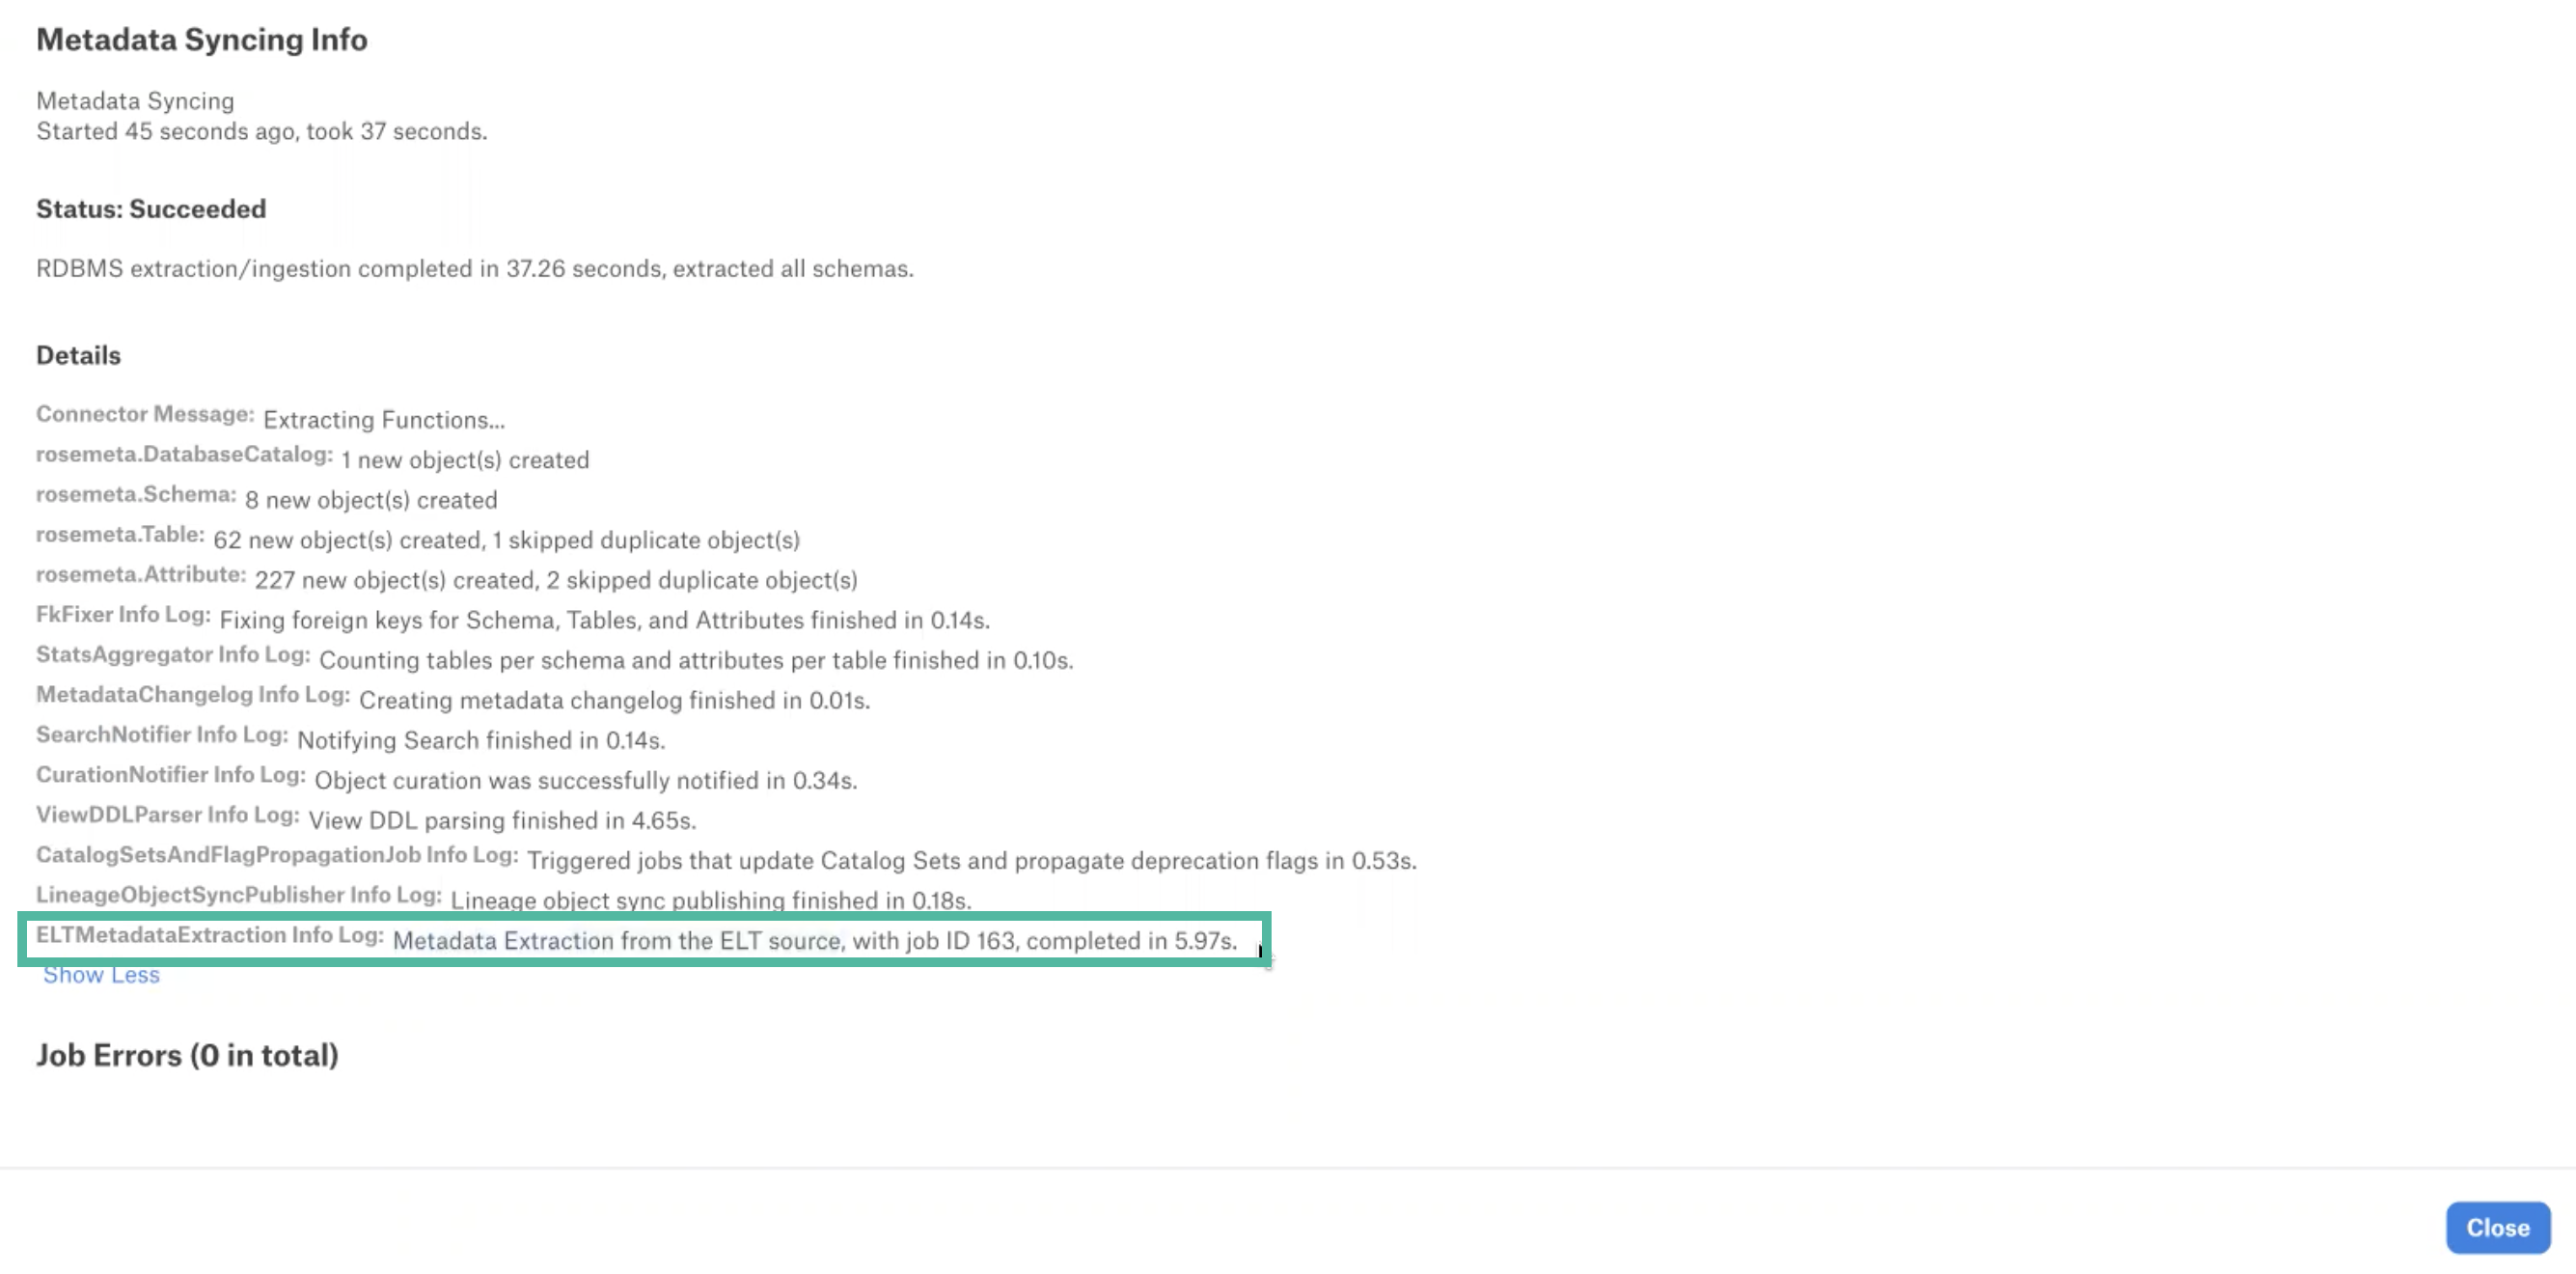 Metadata Syncing Info
Metadata Syncing
Started 45 seconds ago, took 37 seconds.
Status: Succeeded
RDBMS extraction/ingestion completed in 37.26 seconds, extracted all schemas.
Details
Connector Message: Extracting Functions...
rosemeta.DatabaseCatalog: 1 new object(s) created
rosemeta.Schema: 8 new object(s) created
rosemeta.Table: 62 new object(s) created, 1 skipped duplicate object(s)
rosemeta.Attribute: 227 new object(s) created, 2 skipped duplicate object(s)
FkFixer Info Log: Fixing foreign keys for Schema, Tables, and Attributes finished in 0.14s.
StatsAggregator Info Log: Counting tables per schema and attributes per table finished in 0.10s.
MetadataChangelog Info Log: Creating metadata changelog finished in 0.01s.
SearchNotifier Info Log: Notifying Search finished in 0.14s.
CurationNotifier Info Log: Object curation was successfully notified in 0.34s.
ViewDDLParser Info Log: View DDL parsing finished in 4.65s.
CatalogSetsAndFlagPropagationJob Info Log: Triggered jobs that update Catalog Sets and propagate deprecation flags in 0.53s.
LineageObjectSyncPublisher Info Log: Lineage object sync publishing finished in 0.18s.
ELTMetadataExtraction Info Log: Metadata Extraction from the ELT source, with job ID 163, completed in 5.97s.
Show Less
Job Errors (0 in total)
Close